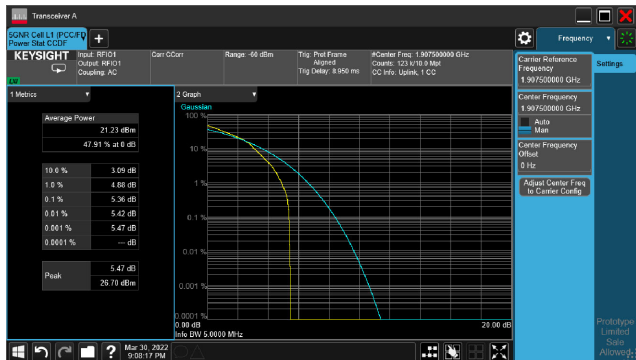 Transceiver A
5GNR Cell L1 (PCC/FD
Power Stat CCDF
Frequency
KEYSIGHT
Input: RFIO1
Output: RFIO1
Coupling: AC
Carr CCorr
Range: -60 dBm
Trig: Prd Frame
Aligned
Trig Delay: 8.950 ms
#Center Freq: 1.907500000 GHz
Counts: 123 k/10.0 Mpt
CC Info: Uplink, 1 CC
Carrier Reference
Frequency
1.907500000 GHz
Settings
Center Frequency
1.907500000 GHz
Auto
Man
Center Frequency
Offset
0 Hz
Adjust Center Freq
to Carrier Config
1 Metrics
Average Power
21.23 dBm
47.91 % at 0 dB
10.0 % 3.09 dB
1.0 % 4.88 dB
0.1 % 5.36 dB
0.01 % 5.42 dB
0.001 % 5.47 dB
0.0001 % --- dB
Peak
5.47 dB
26.70 dBm
2 Graph
Gaussian
100 %
10 %
1 %
0.1 %
0.01 %
0.001 %
0.0001 %
0.00 dB 20.00 dB
Info BW 5.0000 MHz
Mar 30, 2022
9:08:17 PM
Prototype
Limited
Sale
Allowed